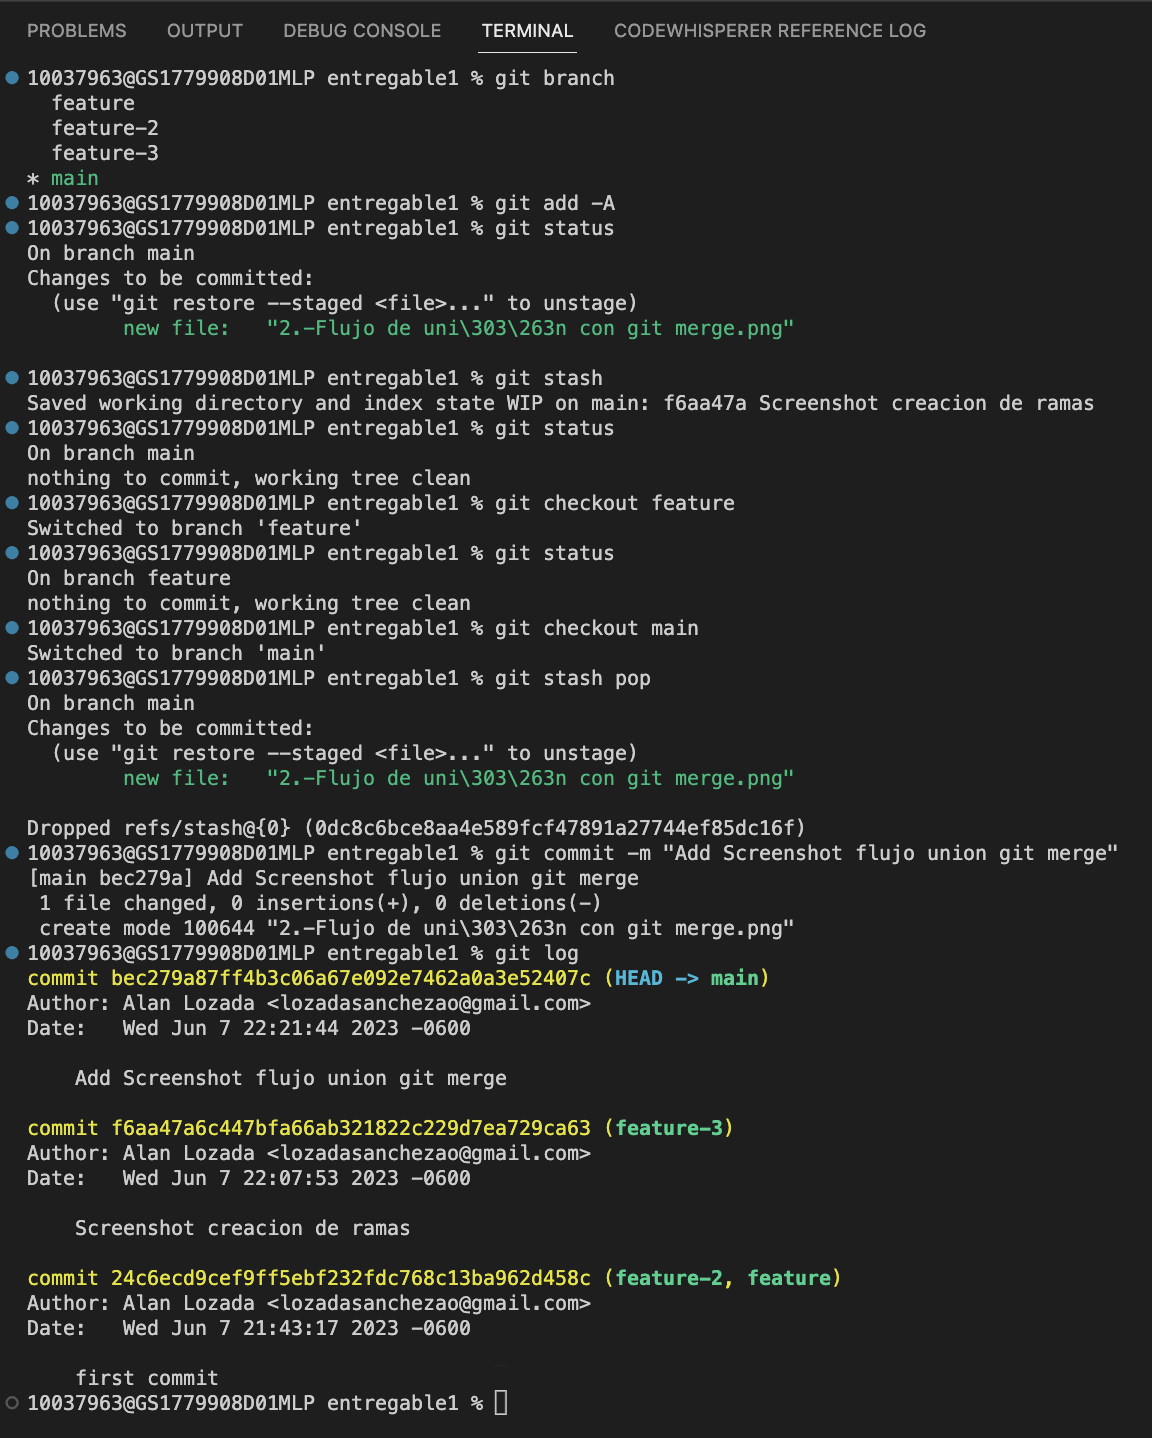 PROBLEMS OUTPUT DEBUG CONSOLE TERMINAL CODEWHISPERER REFERENCE LOG
10037963@GS1779908D01MLP entregable1 % git branch
  feature
  feature-2
  feature-3
* main
10037963@GS1779908D01MLP entregable1 % git add -A
10037963@GS1779908D01MLP entregable1 % git status
On branch main
Changes to be committed:
  (use "git restore --staged <file>..." to unstage)
        new file:   "2.-Flujo de uni\303\263n con git merge.png"

10037963@GS1779908D01MLP entregable1 % git stash
Saved working directory and index state WIP on main: f6aa47a Screenshot creacion de ramas
10037963@GS1779908D01MLP entregable1 % git status
On branch main
nothing to commit, working tree clean
10037963@GS1779908D01MLP entregable1 % git checkout feature
Switched to branch 'feature'
10037963@GS1779908D01MLP entregable1 % git status
On branch feature
nothing to commit, working tree clean
10037963@GS1779908D01MLP entregable1 % git checkout main
Switched to branch 'main'
10037963@GS1779908D01MLP entregable1 % git stash pop
On branch main
Changes to be committed:
  (use "git restore --staged <file>..." to unstage)
        new file:   "2.-Flujo de uni\303\263n con git merge.png"

Dropped refs/stash@{0} (0dc8c6bce8aa4e589fcf47891a27744ef85dc16f)
10037963@GS1779908D01MLP entregable1 % git commit -m "Add Screenshot flujo union git merge"
[main bec279a] Add Screenshot flujo union git merge
 1 file changed, 0 insertions(+), 0 deletions(-)
 create mode 100644 "2.-Flujo de uni\303\263n con git merge.png"
10037963@GS1779908D01MLP entregable1 % git log
commit bec279a87ff4b3c06a67e092e7462a0a3e52407c (HEAD -> main)
Author: Alan Lozada <lozadasanchezao@gmail.com>
Date:   Wed Jun 7 22:21:44 2023 -0600

    Add Screenshot flujo union git merge

commit f6aa47a6c447bfa66ab321822c229d7ea729ca63 (feature-3)
Author: Alan Lozada <lozadasanchezao@gmail.com>
Date:   Wed Jun 7 22:07:53 2023 -0600

    Screenshot creacion de ramas

commit 24c6ecd9cef9ff5ebf232fdc768c13ba962d458c (feature-2, feature)
Author: Alan Lozada <lozadasanchezao@gmail.com>
Date:   Wed Jun 7 21:43:17 2023 -0600

    first commit
10037963@GS1779908D01MLP entregable1 %